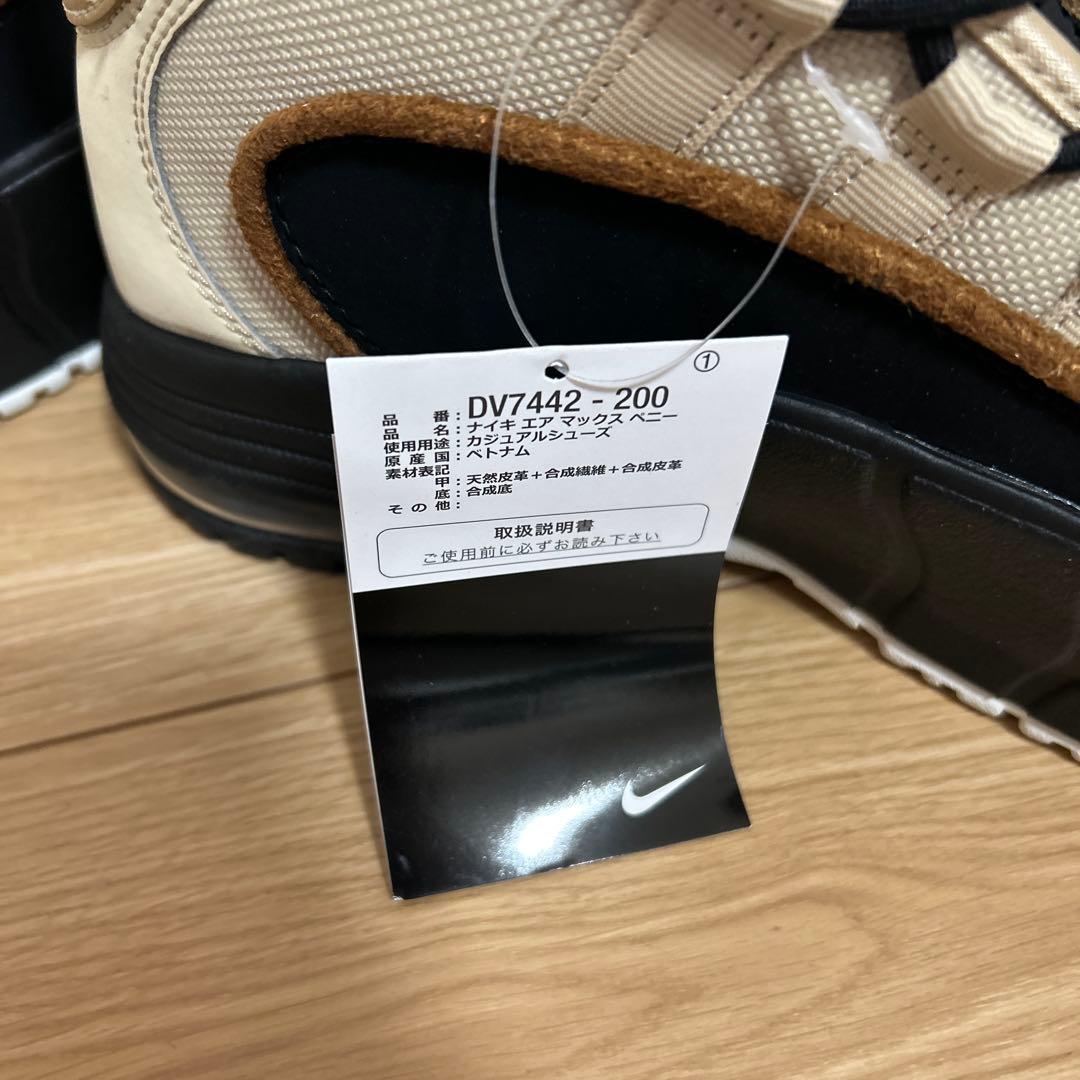 ①
品番：DV7442 - 200
品名：ナイキ エア マックス ペニー
使用用途：カジュアルシューズ
原産国：ベトナム
素材表記
甲：天然皮革＋合成繊維＋合成皮革
底：合成底
その他：
取扱説明書
ご使用前に必ずお読み下さい